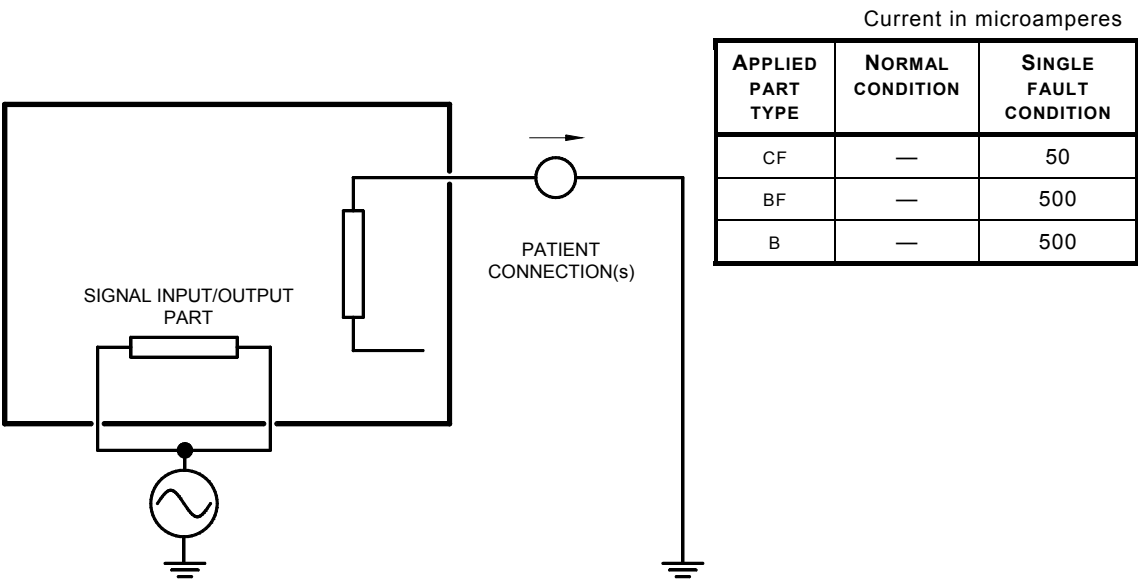 Current in microamperes
APPLIED PART TYPE
NORMAL CONDITION
SINGLE FAULT CONDITION
CF — 50
BF — 500
B — 500
PATIENT
CONNECTION(s)
SIGNAL INPUT/OUTPUT
PART